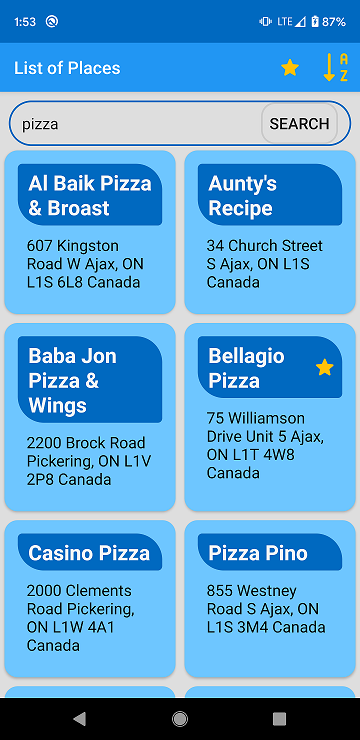 1:53
LTE
87%
List of Places
A
Z
pizza
SEARCH
Al Baik Pizza
& Broast
607 Kingston
Road W Ajax, ON
L1S 6L8 Canada
Aunty's
Recipe
34 Church Street
S Ajax, ON L1S
Canada
Baba Jon
Pizza &
Wings
2200 Brock Road
Pickering, ON L1V
2P8 Canada
Bellagio
Pizza
75 Williamson
Drive Unit 5 Ajax,
ON L1T 4W8
Canada
Casino Pizza
2000 Clements
Road Pickering,
ON L1W 4A1
Canada
Pizza Pino
855 Westney
Road S Ajax, ON
L1S 3M4 Canada